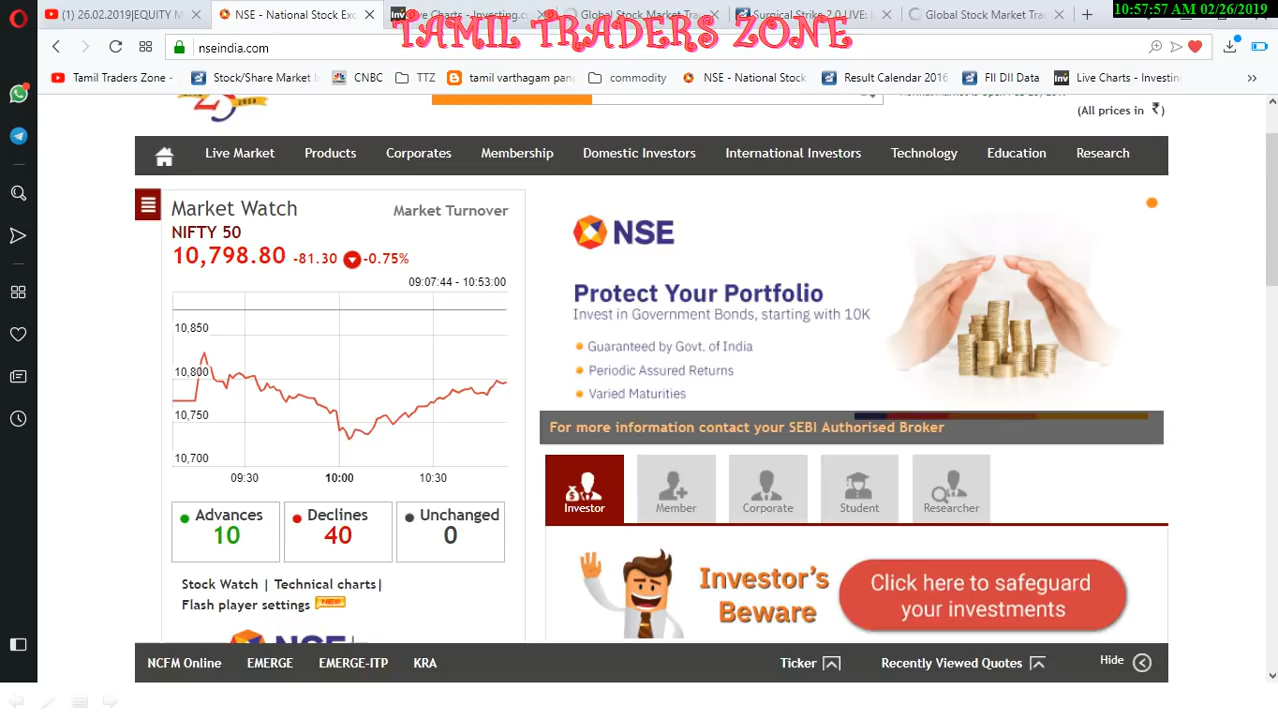 10:57:57 AM 02/26/2019
(1) 26.02.2019|EQUITY M
NSE - National Stock Exc
Inv
Live Charts - Investing.c
Global Stock Market Tra
Surgical Strike 2.0 LIVE:
Global Stock Market Tra
TAMIL TRADERS ZONE
nseindia.com
Tamil Traders Zone -
Stock/Share Market
CNBC
TTZ
tamil varthagam pan
commodity
NSE - National Stock
Result Calendar 2016
FII DII Data
Inv
Live Charts - Investin
(All prices in ₹)
Live Market
Products
Corporates
Membership
Domestic Investors
International Investors
Technology
Education
Research
Market Watch
Market Turnover
NIFTY 50
10,798.80 -81.30 -0.75%
09:07:44 - 10:53:00
10,850
10,800
10,750
10,700
09:30 10:00 10:30
Advances
10
Declines
40
Unchanged
0
Stock Watch | Technical charts|
Flash player settings NEW
NSE
NSE
Protect Your Portfolio
Invest in Government Bonds, starting with 10K
Guaranteed by Govt. of India
Periodic Assured Returns
Varied Maturities
For more information contact your SEBI Authorised Broker
Investor
Member
Corporate
Student
Researcher
Investor's
Beware
Click here to safeguard
your investments
NCFM Online
EMERGE
EMERGE-ITP
KRA
Ticker
Recently Viewed Quotes
Hide